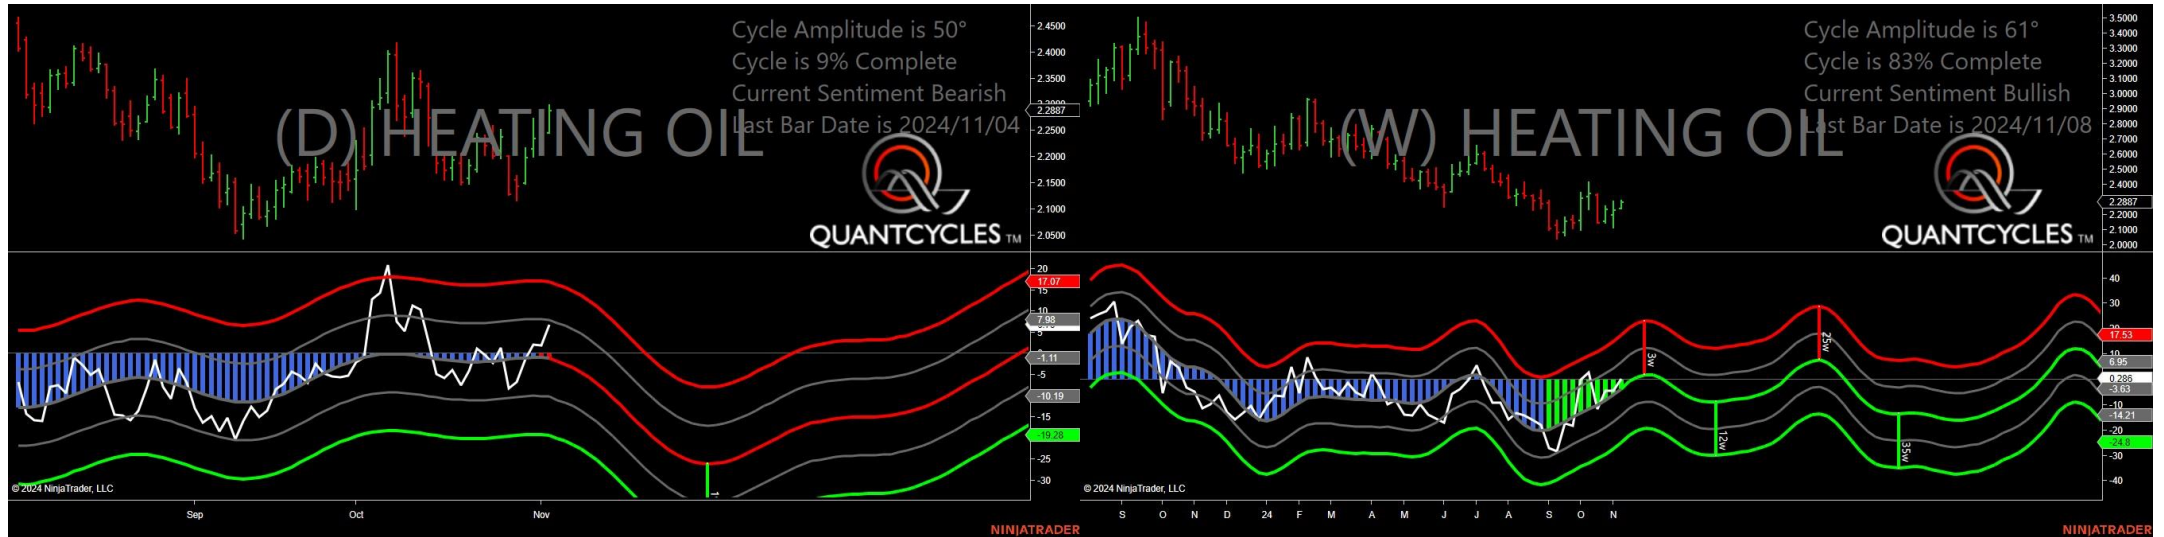 Cycle Amplitude is 50°
Cycle is 9% Complete
Current Sentiment Bearish
Last Bar Date is 2024/11/04
(D) HEATING OIL
QUANTCYCLES TM
2.4500
2.4000
2.3500
2.2887
2.2500
2.2000
2.1500
2.1000
2.0500
20
17.07
15
10
7.98
5
-1.11
-5
-10.19
-15
-19.28
-25
-30
© 2024 NinjaTrader, LLC
Sep
Oct
Nov
NINJATRADER
Cycle Amplitude is 61°
Cycle is 83% Complete
Current Sentiment Bullish
Last Bar Date is 2024/11/08
(W) HEATING OIL
QUANTCYCLES TM
3.5000
3.4000
3.3000
3.2000
3.1000
3.0000
2.9000
2.8000
2.7000
2.6000
2.5000
2.4000
2.2887
2.2000
2.1000
2.0000
40
30
17.53
10
6.95
0.286
-3.63
-10
-14.21
-20
-24.8
-30
-40
3w
12w
25w
35w
© 2024 NinjaTrader, LLC
S
O
N
D
24
F
M
A
M
J
J
A
S
O
N
NINJATRADER